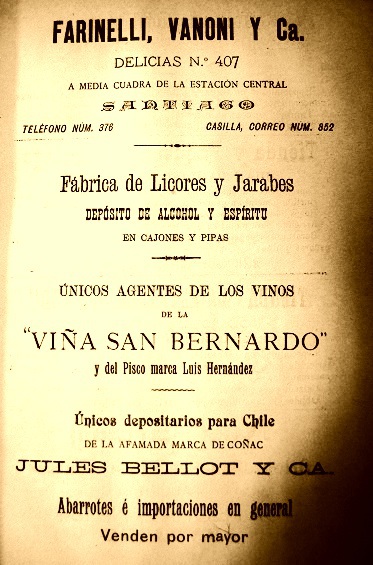 FARINELLI, VANONI Y Ca.
DELICIAS N.º 407
A MEDIA CUADRA DE LA ESTACIÓN CENTRAL
SANTIAGO
TELÉFONO NÚM. 376 CASILLA, CORREO NÚM. 852
Fábrica de Licores y Jarabes
DEPÓSITO DE ALCOHOL Y ESPÍRITU
EN CAJONES Y PIPAS
ÚNICOS AGENTES DE LOS VINOS
DE LA
"VIÑA SAN BERNARDO"
y del Pisco marca Luis Hernández
Únicos depositarios para Chile
DE LA AFAMADA MARCA DE COÑAC
JULES BELLOT Y CA.
Abarrotes é importaciones en general
Venden por mayor